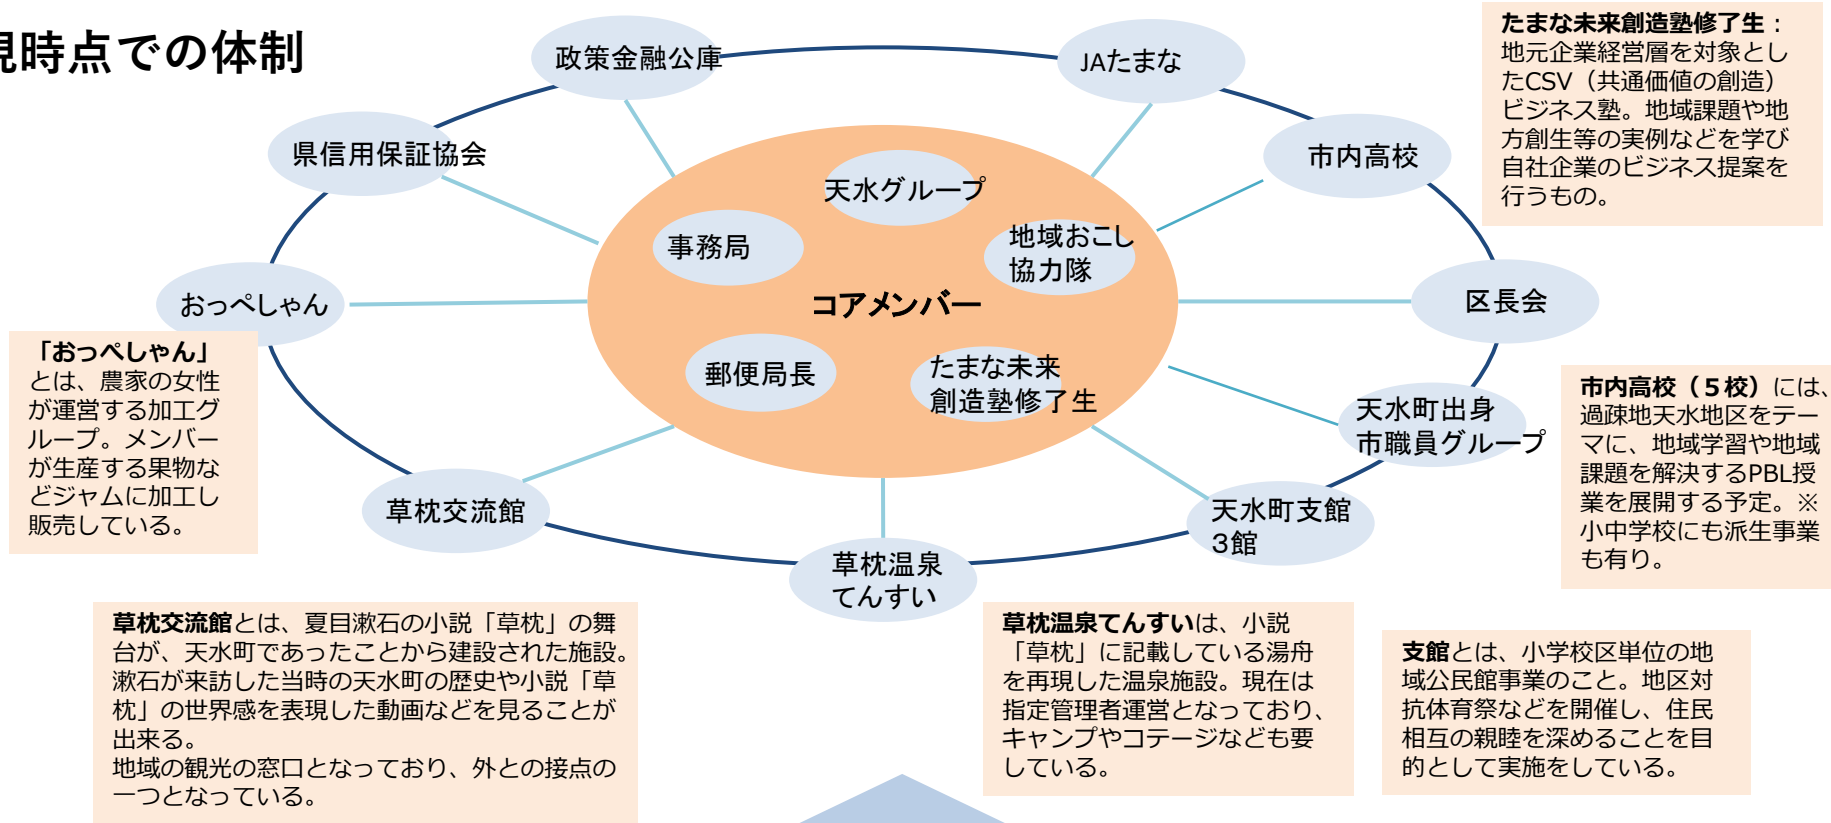 現時点での体制
政策金融公庫
JAたまな
県信用保証協会
市内高校
おっぺしゃん
区長会
天水町出身
市職員グループ
草枕交流館
天水町支館
3館
草枕温泉
てんすい
天水グループ
事務局
地域おこし
協力隊
コアメンバー
郵便局長
たまな未来
創造塾修了生
たまな未来創造塾修了生:
地元企業経営層を対象とし
たCSV(共通価値の創造)
ビジネス塾。地域課題や地
方創生等の実例などを学び
自社企業のビジネス提案を
行うもの。
「おっぺしゃん」
とは、農家の女性
が運営する加工グ
ループ。メンバー
が生産する果物な
どジャムに加工し
販売している。
市内高校(5校)には、
過疎地天水地区をテー
マに、地域学習や地域
課題を解決するPBL授
業を展開する予定。※
小中学校にも派生事業
も有り。
草枕交流館とは、夏目漱石の小説「草枕」の舞
台が、天水町であったことから建設された施設。
漱石が来訪した当時の天水町の歴史や小説「草
枕」の世界感を表現した動画などを見ることが
出来る。
地域の観光の窓口となっており、外との接点の
一つとなっている。
草枕温泉てんすいは、小説
「草枕」に記載している湯舟
を再現した温泉施設。現在は
指定管理者運営となっており、
キャンプやコテージなども要
している。
支館とは、小学校区単位の地
域公民館事業のこと。地区対
抗体育祭などを開催し、住民
相互の親睦を深めることを目
的として実施をしている。